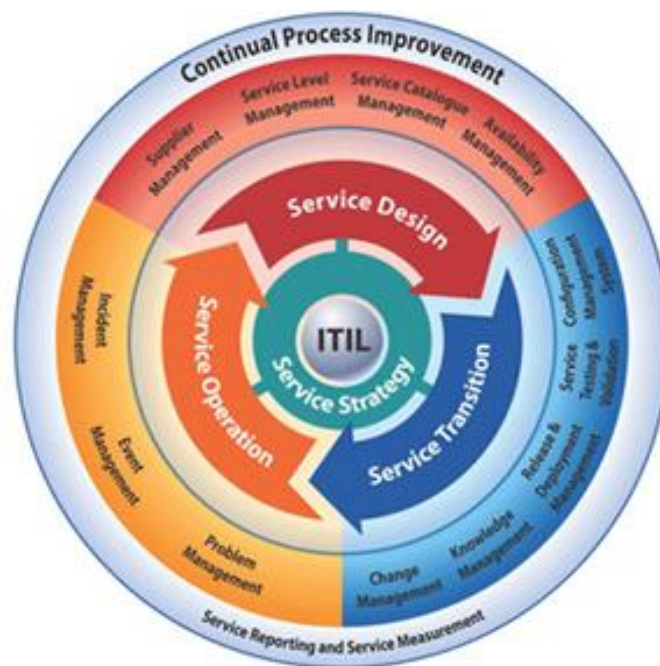 Continual Process Improvement
Supplier
Management
Service Level
Management
Service Catalogue
Management
Availability
Management
Configuration
Management
System
Service
Testing &
Validation
Release &
Deployment
Management
Knowledge
Management
Change
Management
Problem
Management
Event
Management
Incident
Management
Service Design
Service Transition
Service Operation
Service Strategy
ITIL
Service Reporting and Service Measurement